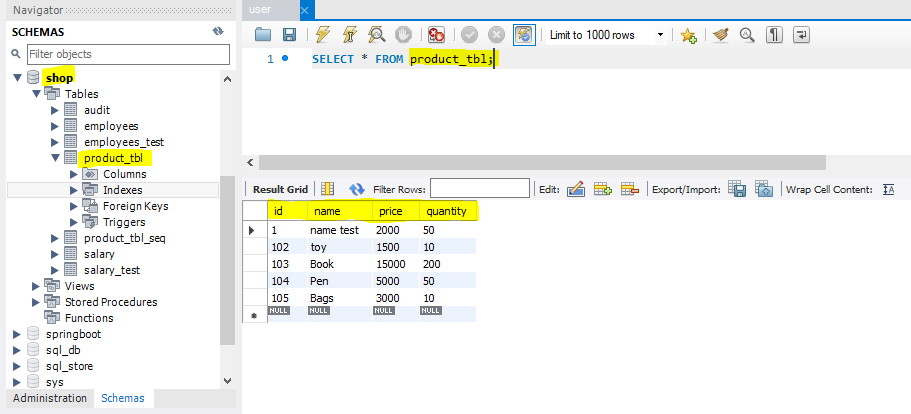 Navigator
SCHEMAS
Filter objects
shop
Tables
audit
employees
employees_test
product_tbl
Columns
Indexes
Foreign Keys
Triggers
product_tbl_seq
salary
salary_test
Views
Stored Procedures
Functions
springboot
sql_db
sql_store
sys
Administration Schemas
user
Limit to 1000 rows
1 SELECT * FROM product_tbl;
Result Grid Filter Rows: Edit: Export/Import: Wrap Cell Content: IA
id name price quantity
1 name test 2000 50
102 toy 1500 10
103 Book 15000 200
104 Pen 5000 50
105 Bags 3000 10
NULL NULL NULL NULL